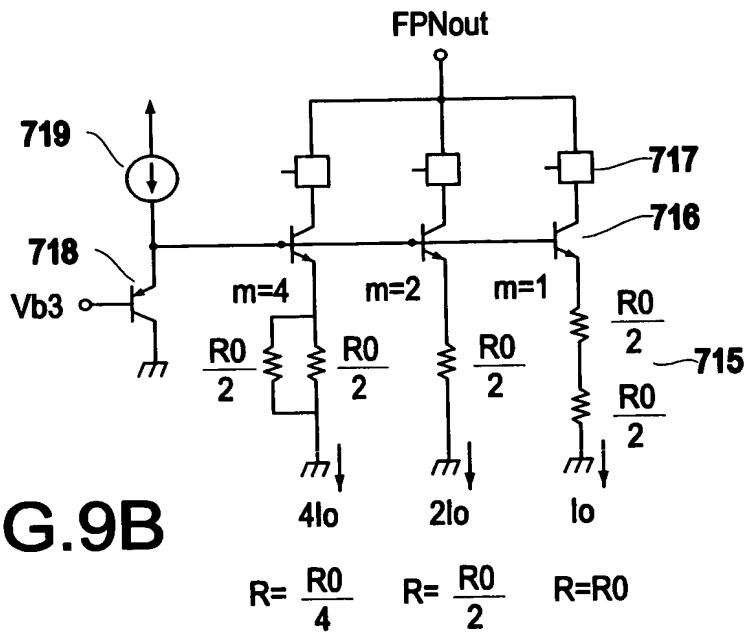 FPNout
719
717
716
718
Vb3
m=4
m=2
m=1
R0/2
R0/2
R0/2
R0/2
715
R0/2
4Io
2Io
Io
G.9B
R= R0/4
R= R0/2
R=R0